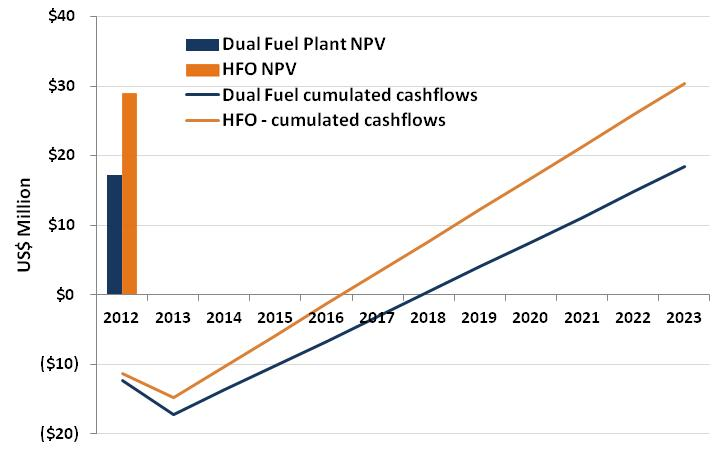 $40
$30
$20
$10
$0
($10)
($20)
US$ Million
Dual Fuel Plant NPV
HFO NPV
Dual Fuel cumulated cashflows
HFO - cumulated cashflows
2012 2013 2014 2015 2016 2017 2018 2019 2020 2021 2022 2023